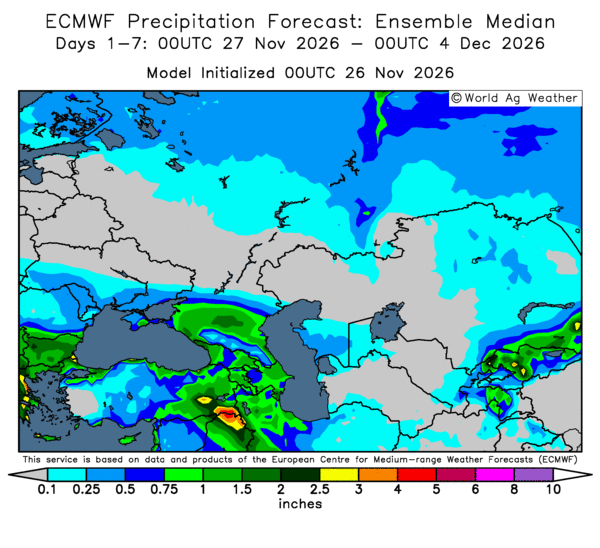 ECMWF Precipitation Forecast: Ensemble Median
Days 1–7: 00UTC 27 Nov 2026 – 00UTC 4 Dec 2026
Model Initialized 00UTC 26 Nov 2026
© World Ag Weather
This service is based on data and products of the European Centre for Medium-range Weather Forecasts (ECMWF)
0.1 0.25 0.5 0.75 1 1.5 2 2.5 3 4 5 6 8 10
inches